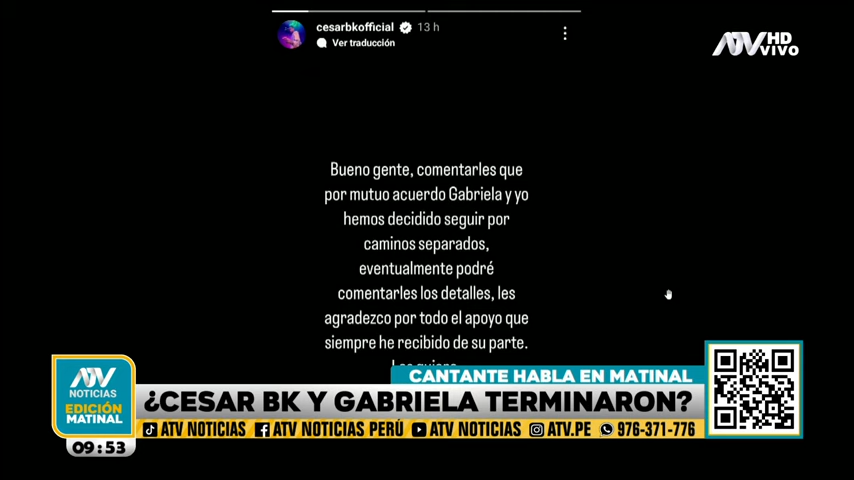 cesarbkofficial 13 h
Ver traducción
ATV HD
VIVO
Bueno gente, comentarles que
por mutuo acuerdo Gabriela y yo
hemos decidido seguir por
caminos separados,
eventualmente podré
comentarles los detalles, les
agradezco por todo el apoyo que
siempre he recibido de su parte.
CANTANTE HABLA EN MATINAL
¿CESAR BK Y GABRIELA TERMINARON?
ATV NOTICIAS ATV NOTICIAS PERÚ ATV NOTICIAS ATV.PE 976-371-776
ATV
NOTICIAS
EDICIÓN
MATINAL
09:53